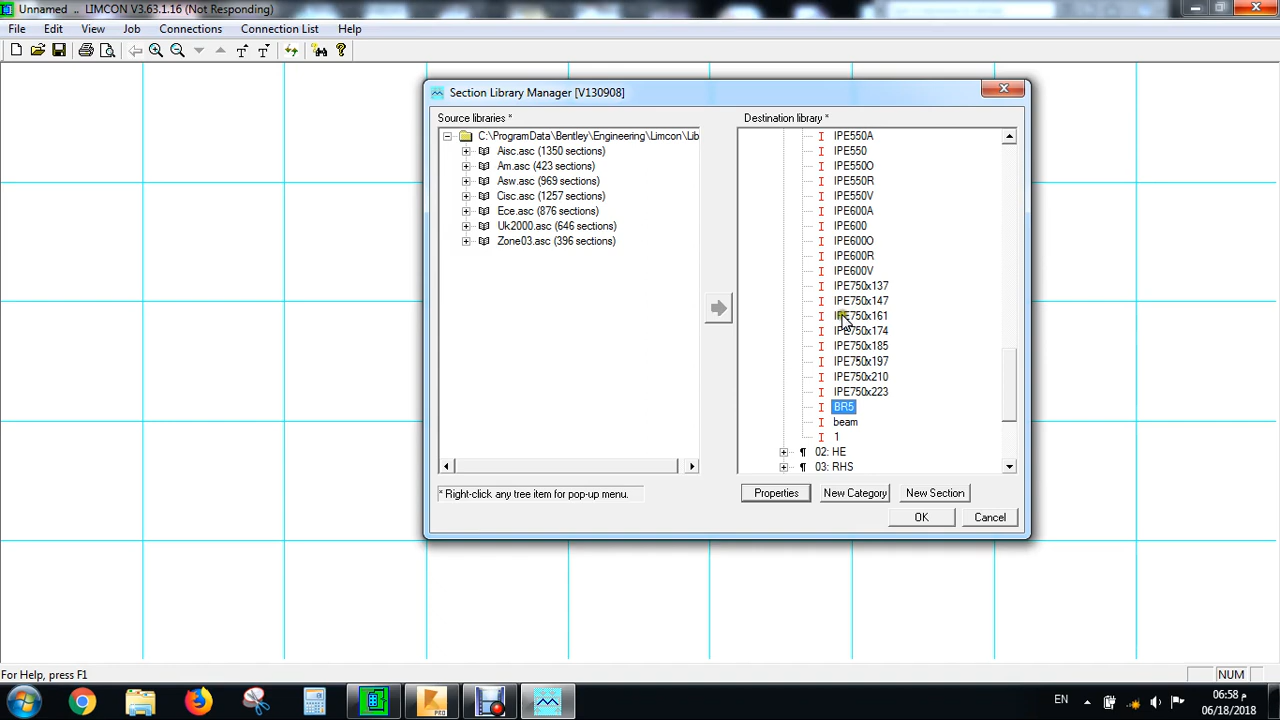 Unnamed .. LIMCON V3.63.1.16 (Not Responding)
File Edit View Job Connections Connection List Help
Section Library Manager [V130908]
Source libraries *
Destination library *
C:\ProgramData\Bentley\Engineering\Limcon\Lib
Aisc.asc (1350 sections)
Am.asc (423 sections)
Asw.asc (969 sections)
Cisc.asc (1257 sections)
Ece.asc (876 sections)
Uk2000.asc (646 sections)
Zone03.asc (396 sections)
IPE550A
IPE550
IPE550O
IPE550R
IPE550V
IPE600A
IPE600
IPE600O
IPE600R
IPE600V
IPE750x137
IPE750x147
IPE750x161
IPE750x174
IPE750x185
IPE750x197
IPE750x210
IPE750x223
BR5
beam
1
02: HE
03: RHS
* Right-click any tree item for pop-up menu.
Properties New Category New Section
OK Cancel
For Help, press F1
NUM
PRO
EN
06:58 م
06/18/2018